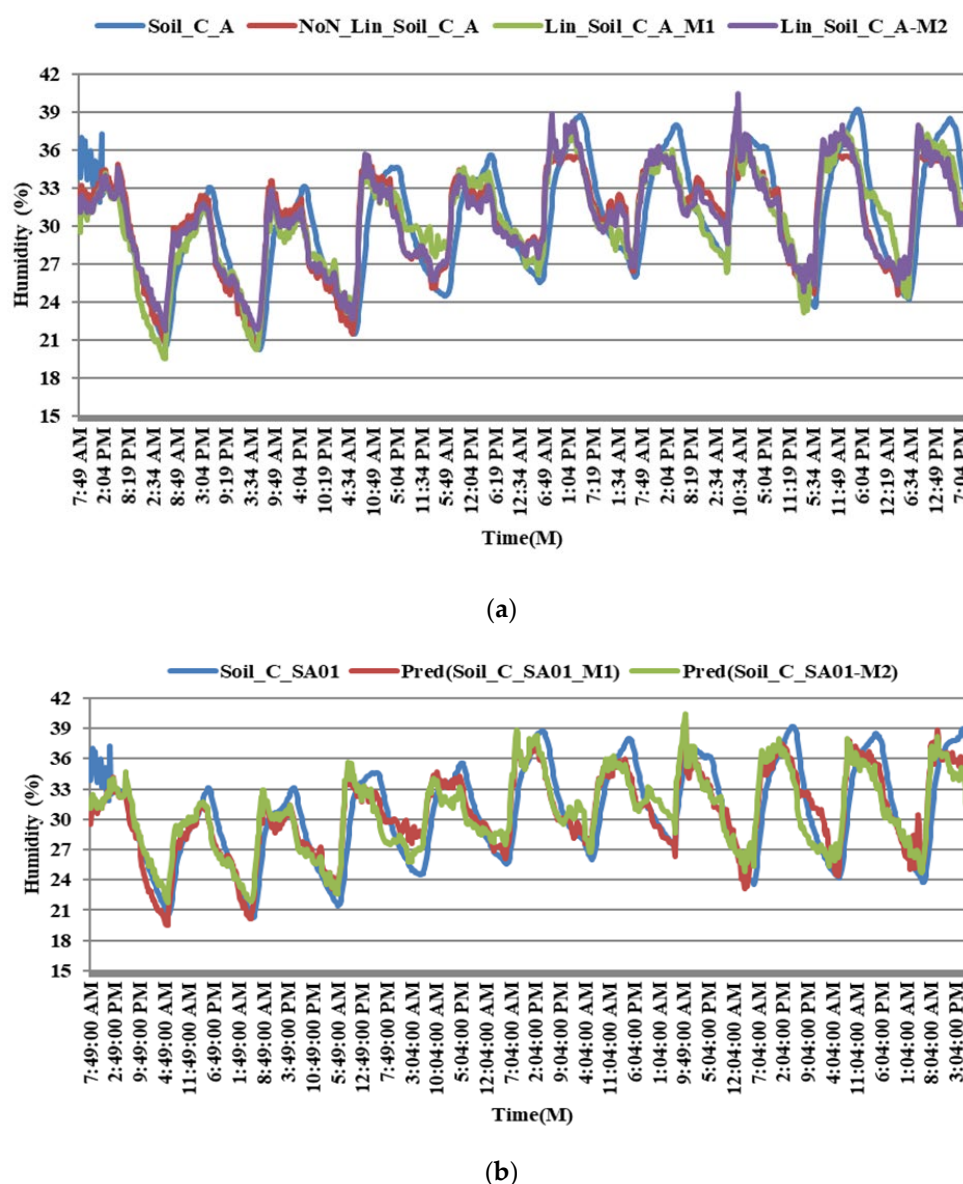 Soil_C_A NoN_Lin_Soil_C_A Lin_Soil_C_A_M1 Lin_Soil_C_A-M2
42
39
36
33
30
27
24
21
18
15
Humidity (%)
7:49 AM
2:04 PM
8:19 PM
2:34 AM
8:49 AM
3:04 PM
9:19 PM
3:34 AM
9:49 AM
4:04 PM
10:19 PM
4:34 AM
10:49 AM
5:04 PM
11:34 PM
5:49 AM
12:04 PM
6:19 PM
12:34 AM
6:49 AM
1:04 PM
7:19 PM
1:34 AM
7:49 AM
2:04 PM
8:19 PM
2:34 AM
10:34 AM
5:04 PM
11:19 PM
5:34 AM
11:49 AM
6:04 PM
12:19 AM
6:34 AM
12:49 PM
7:04 PM
Time(M)
(a)
Soil_C_SA01 Pred(Soil_C_SA01_M1) Pred(Soil_C_SA01-M2)
42
39
36
33
30
27
24
21
18
15
Humidity (%)
7:49:00 AM
2:49:00 PM
9:49:00 PM
4:49:00 AM
11:49:00 AM
6:49:00 PM
1:49:00 AM
8:49:00 AM
3:49:00 PM
10:49:00 PM
5:49:00 AM
12:49:00 PM
7:49:00 PM
3:04:00 AM
10:04:00 AM
5:04:00 PM
12:04:00 AM
7:04:00 AM
2:04:00 PM
9:04:00 PM
4:04:00 AM
11:04:00 AM
6:04:00 PM
1:04:00 AM
9:49:00 AM
5:04:00 PM
12:04:00 AM
7:04:00 AM
2:04:00 PM
9:04:00 PM
4:04:00 AM
11:04:00 AM
6:04:00 PM
1:04:00 AM
8:04:00 AM
3:04:00 PM
Time(M)
(b)